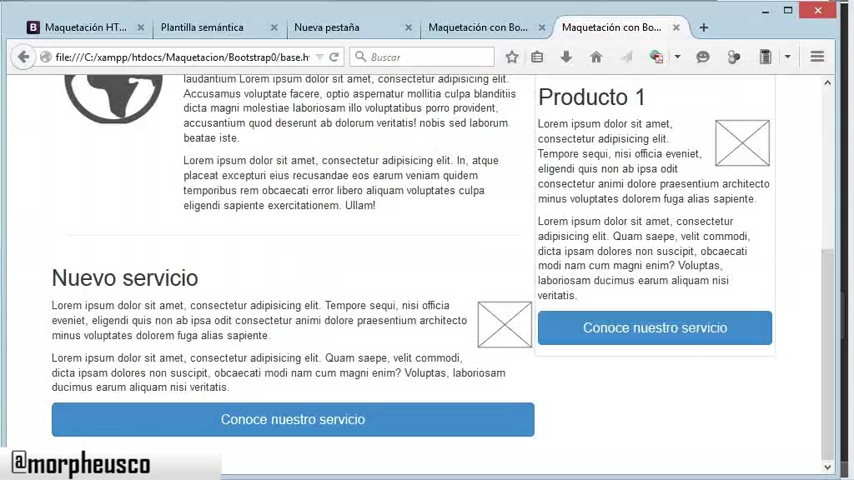 B Maquetación HT...
Plantilla semántica
Nueva pestaña
Maquetación con Bo...
Maquetación con Bo...
file:///C:/xampp/htdocs/Maquetacion/Bootstrap0/base.h
Buscar
laudantium Lorem ipsum dolor sit amet, consectetur adipisicing elit.
Accusamus voluptate facere, optio aspernatur mollitia culpa blanditiis
dicta magni molestiae laboriosam illo voluptatibus porro provident,
accusantium quod deserunt ab dolorum veritatis! nobis sed laborum
beatae iste.
Lorem ipsum dolor sit amet, consectetur adipisicing elit. In, atque
placeat excepturi eius recusandae eos earum veniam quidem
temporibus rem obcaecati error libero aliquam voluptates culpa
eligendi sapiente exercitationem. Ullam!
Nuevo servicio
Lorem ipsum dolor sit amet, consectetur adipisicing elit. Tempore sequi, nisi officia
eveniet, eligendi quis non ab ipsa odit consectetur animi dolore praesentium architecto
minus voluptates dolorem fuga alias sapiente.
Lorem ipsum dolor sit amet, consectetur adipisicing elit. Quam saepe, velit commodi,
dicta ipsam dolores non suscipit, obcaecati modi nam cum magni enim? Voluptas, laboriosam
ducimus earum aliquam nisi veritatis.
Conoce nuestro servicio
Producto 1
Lorem ipsum dolor sit amet,
consectetur adipisicing elit.
Tempore sequi, nisi officia eveniet,
eligendi quis non ab ipsa odit
consectetur animi dolore praesentium architecto
minus voluptates dolorem fuga alias sapiente.
Lorem ipsum dolor sit amet, consectetur
adipisicing elit. Quam saepe, velit commodi,
dicta ipsam dolores non suscipit, obcaecati
modi nam cum magni enim? Voluptas,
laboriosam ducimus earum aliquam nisi
veritatis.
Conoce nuestro servicio
@morpheusco